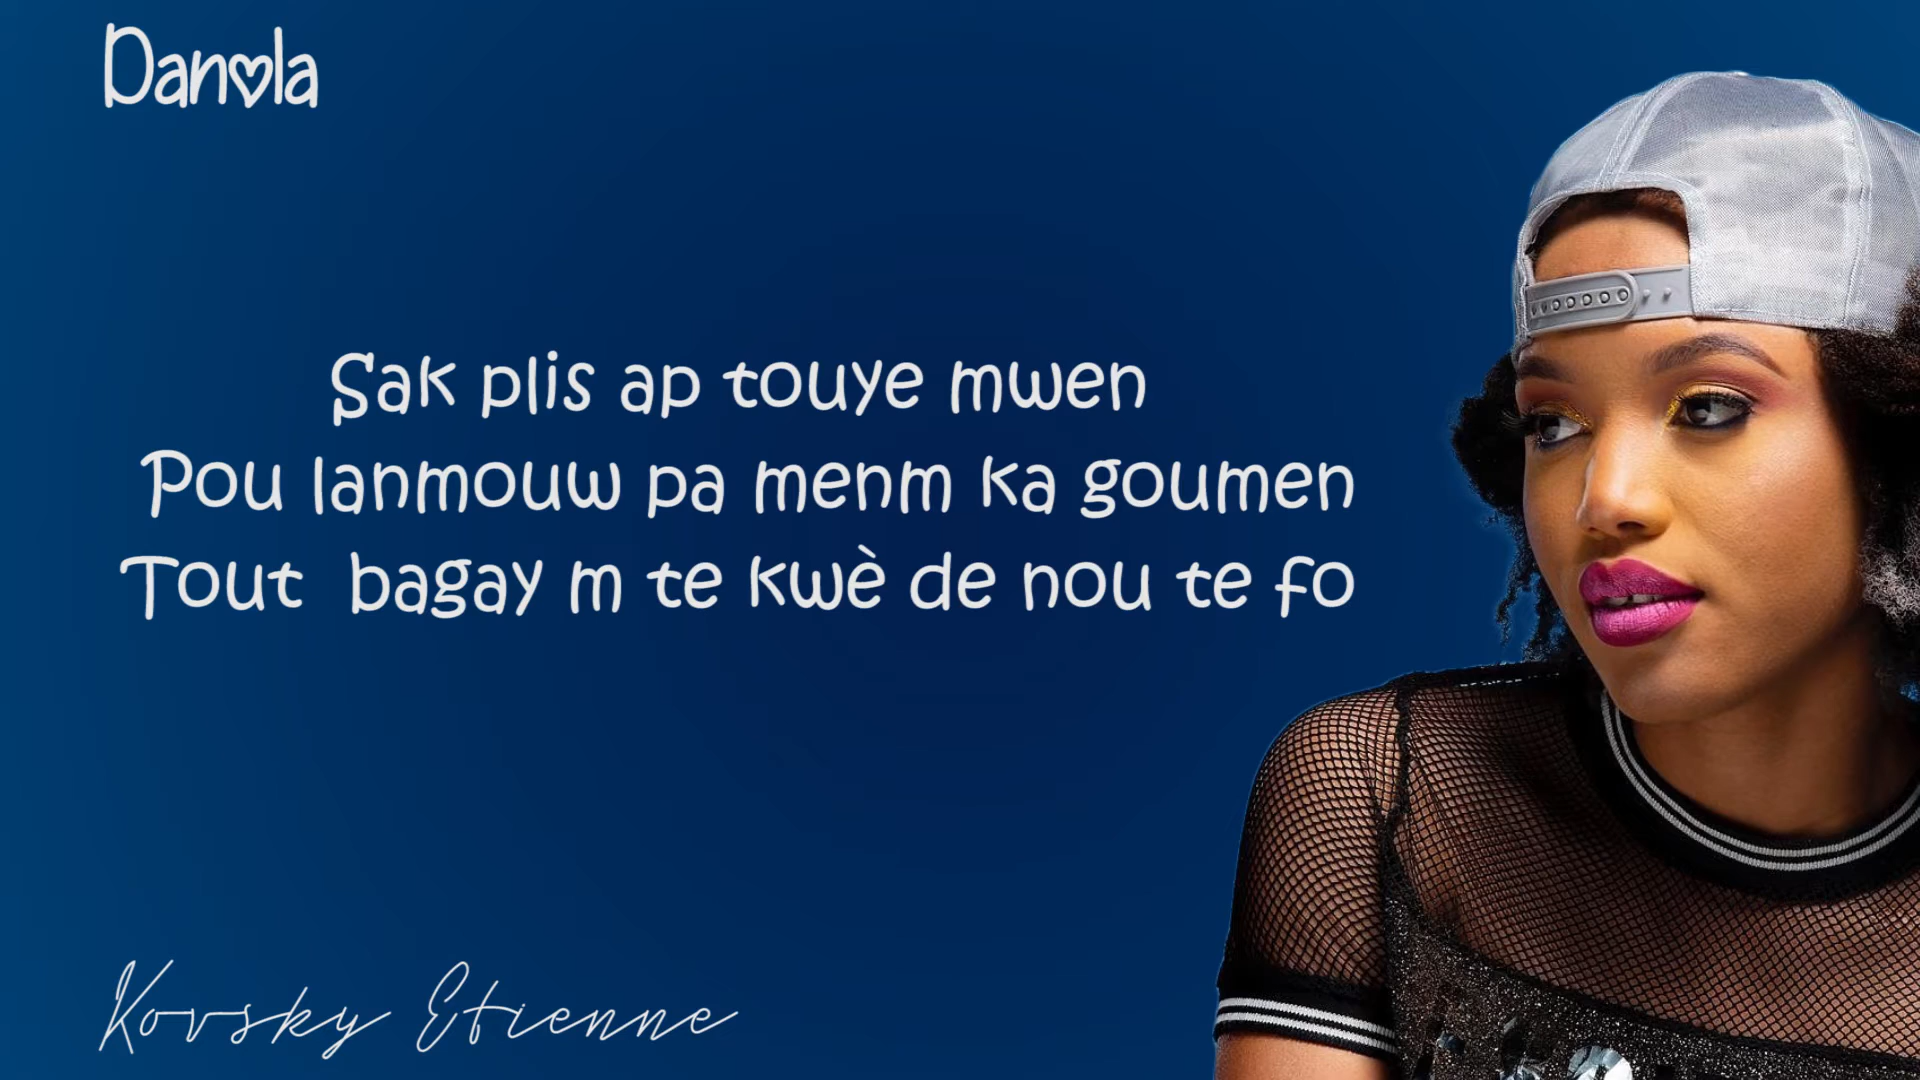 Danola
Sak plis ap touye mwen
Pou lanmouw pa menm ka goumen
Tout bagay m te kwè de nou te fo
Kovsky Etienne